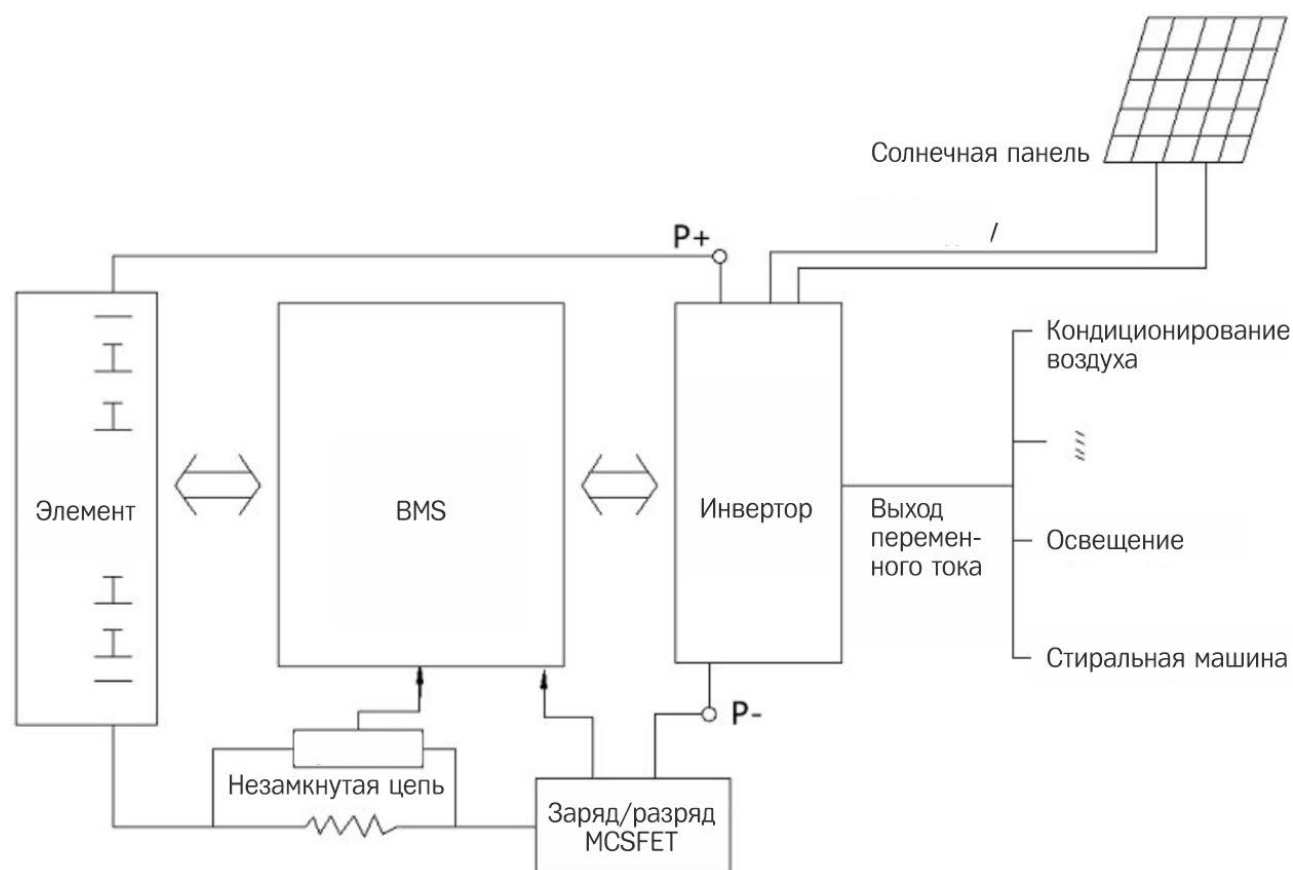 Солнечная панель
/
P+
Кондиционирование
воздуха
Элемент
BMS
Инвертор
Выход
перемен-
ного тока
Освещение
Стиральная машина
P-
Незамкнутая цепь
Заряд/разряд
MCSFET